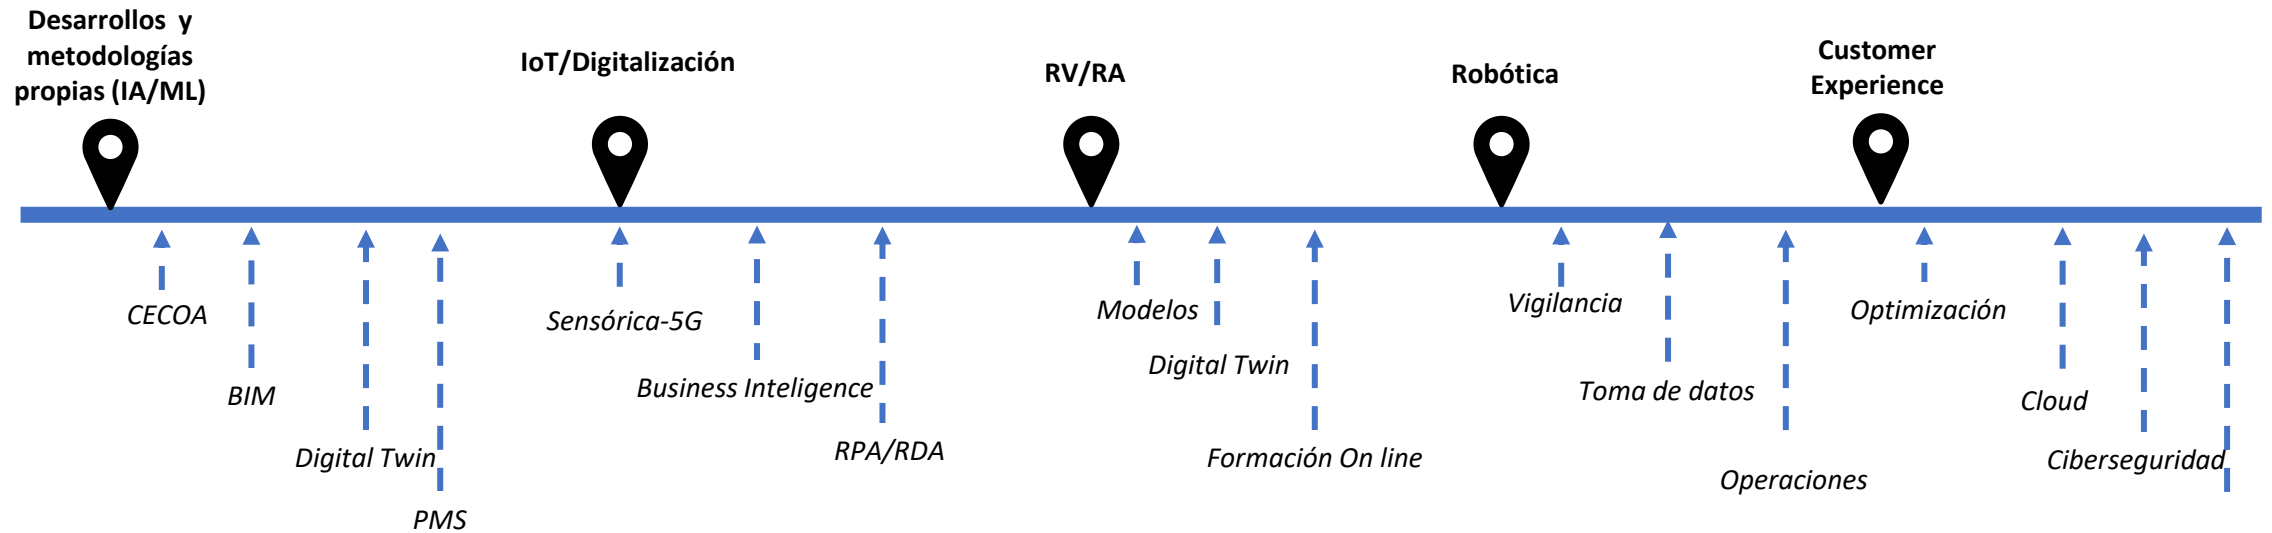 Desarrollos y
metodologías
propias (IA/ML)
IoT/Digitalización
RV/RA
Robótica
Customer
Experience
CECOA
BIM
Digital Twin
PMS
Sensórica-5G
Business Inteligence
RPA/RDA
Modelos
Digital Twin
Formación On line
Vigilancia
Toma de datos
Operaciones
Optimización
Cloud
Ciberseguridad